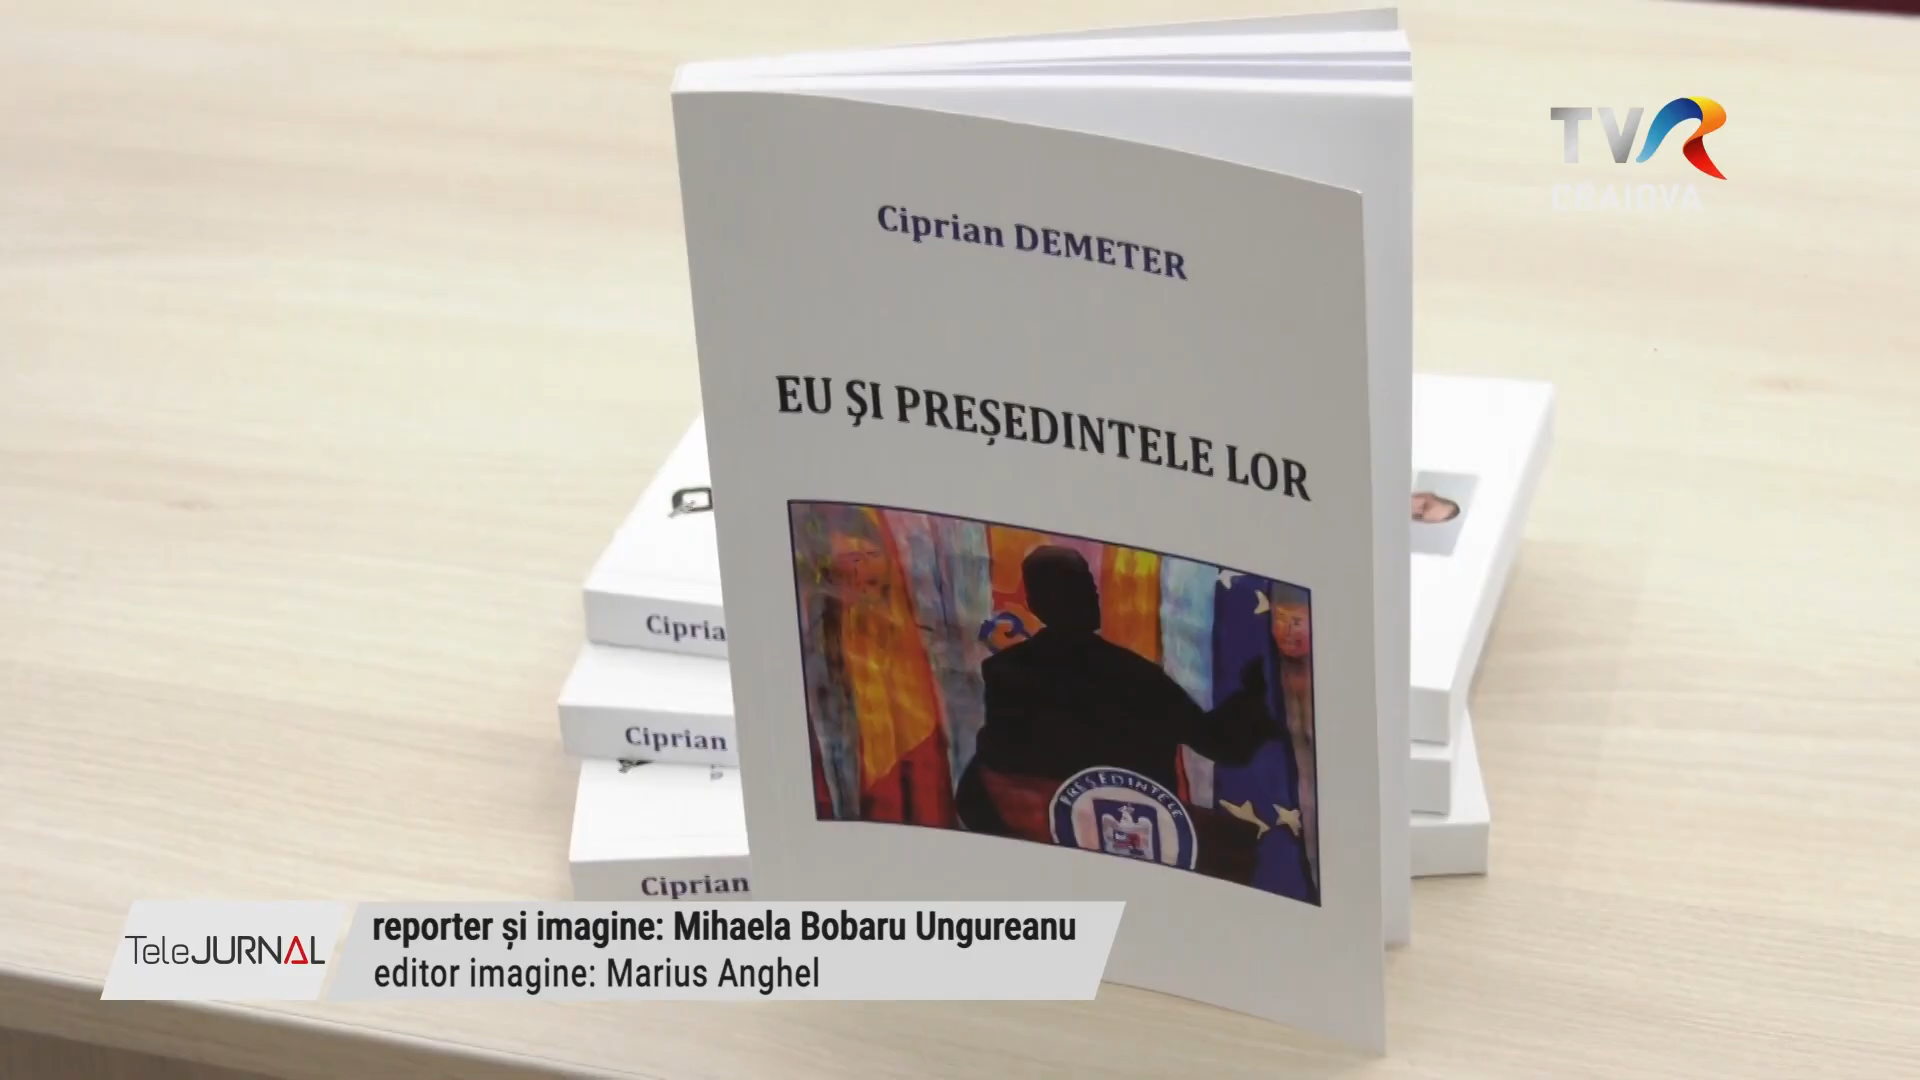 TVR
CRAIOVA
Ciprian DEMETER
EU ŞI PREŞEDINTELE LOR
PREŞEDINTELE
Cipria
Ciprian
Ciprian
TeleJURNAL
reporter și imagine: Mihaela Bobaru Ungureanu
editor imagine: Marius Anghel